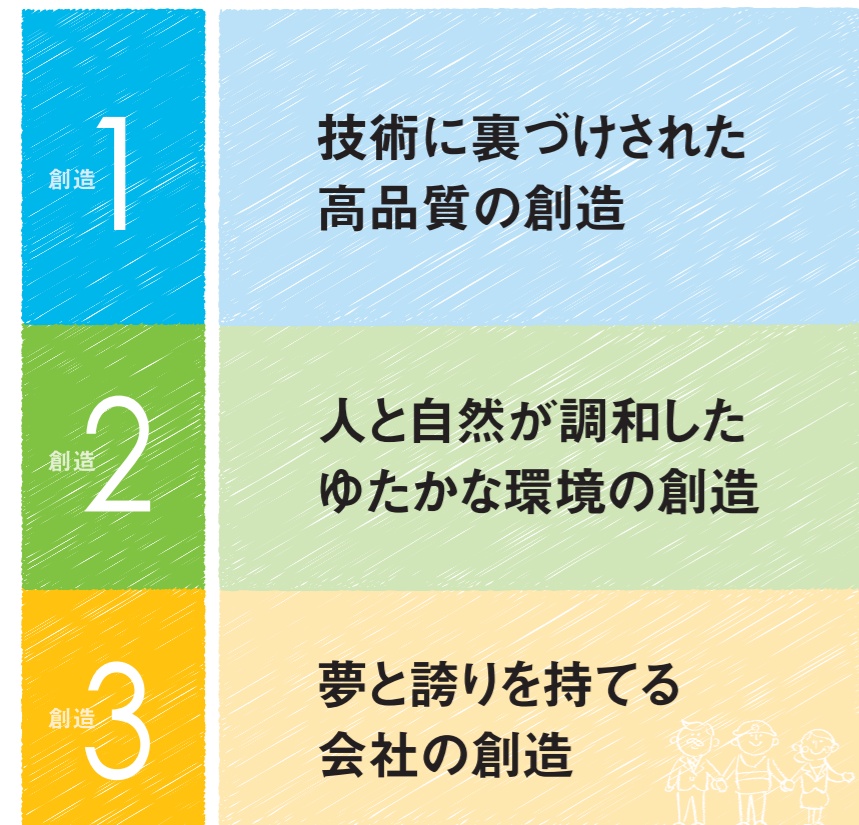 創造1
技術に裏づけされた
高品質の創造
創造2
人と自然が調和した
ゆたかな環境の創造
創造3
夢と誇りを持てる
会社の創造